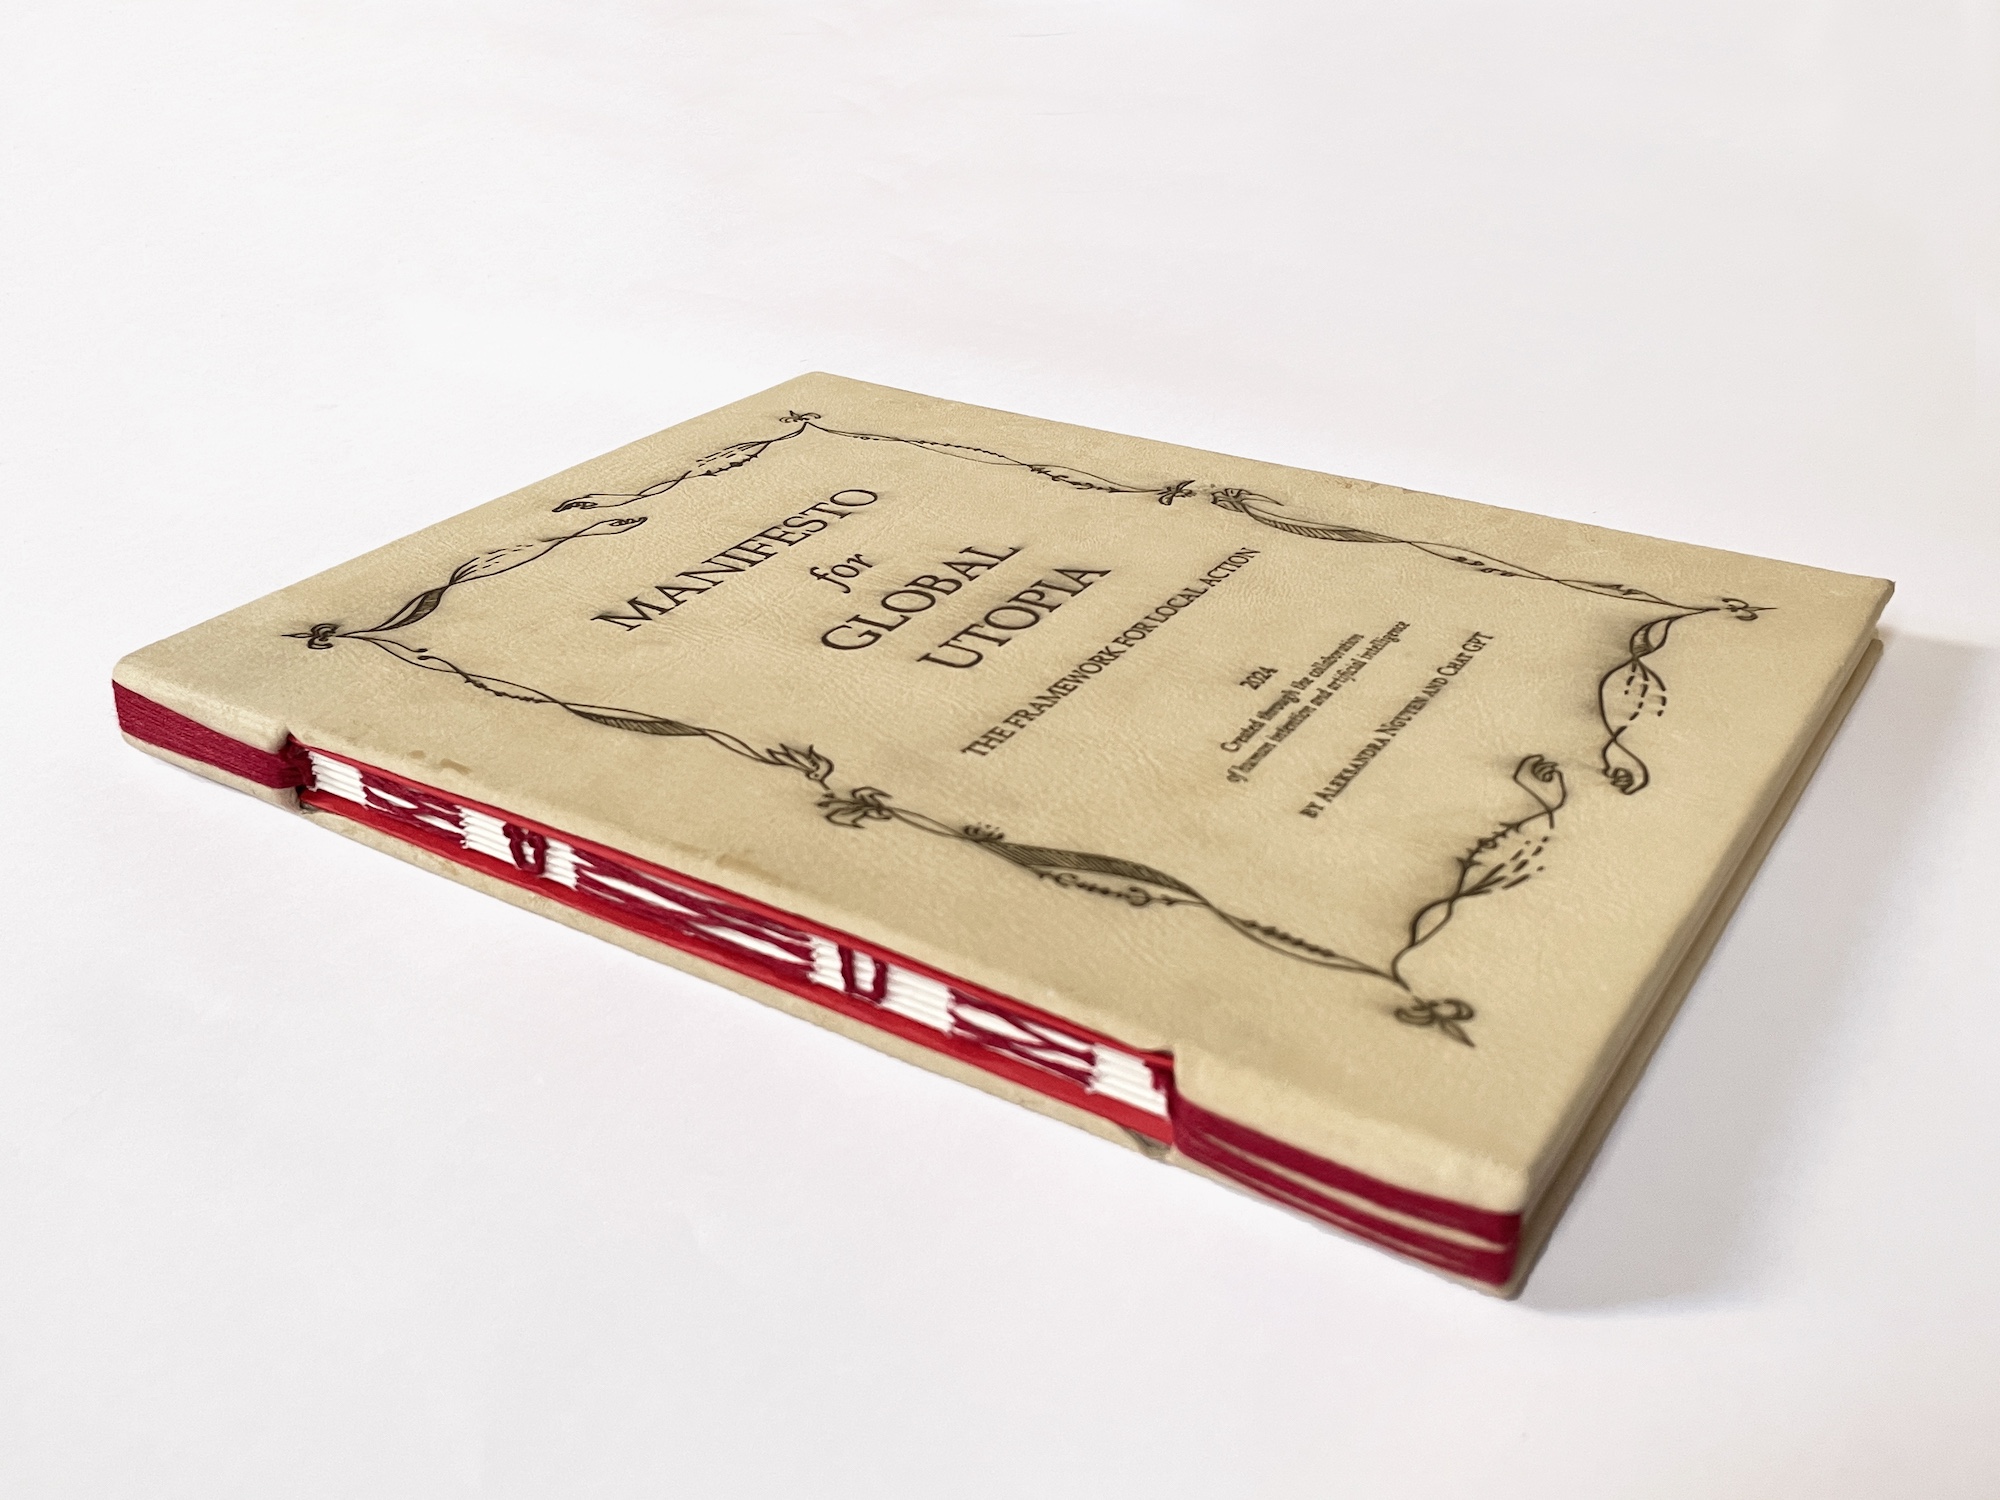 MANIFESTO
for
GLOBAL
UTOPIA
THE FRAMEWORK FOR LOCAL ACTION
2024
Created through the collaboration
of human intention and artificial intelligence
BY ALEKSANDRA NGUYEN AND CHAT GPT